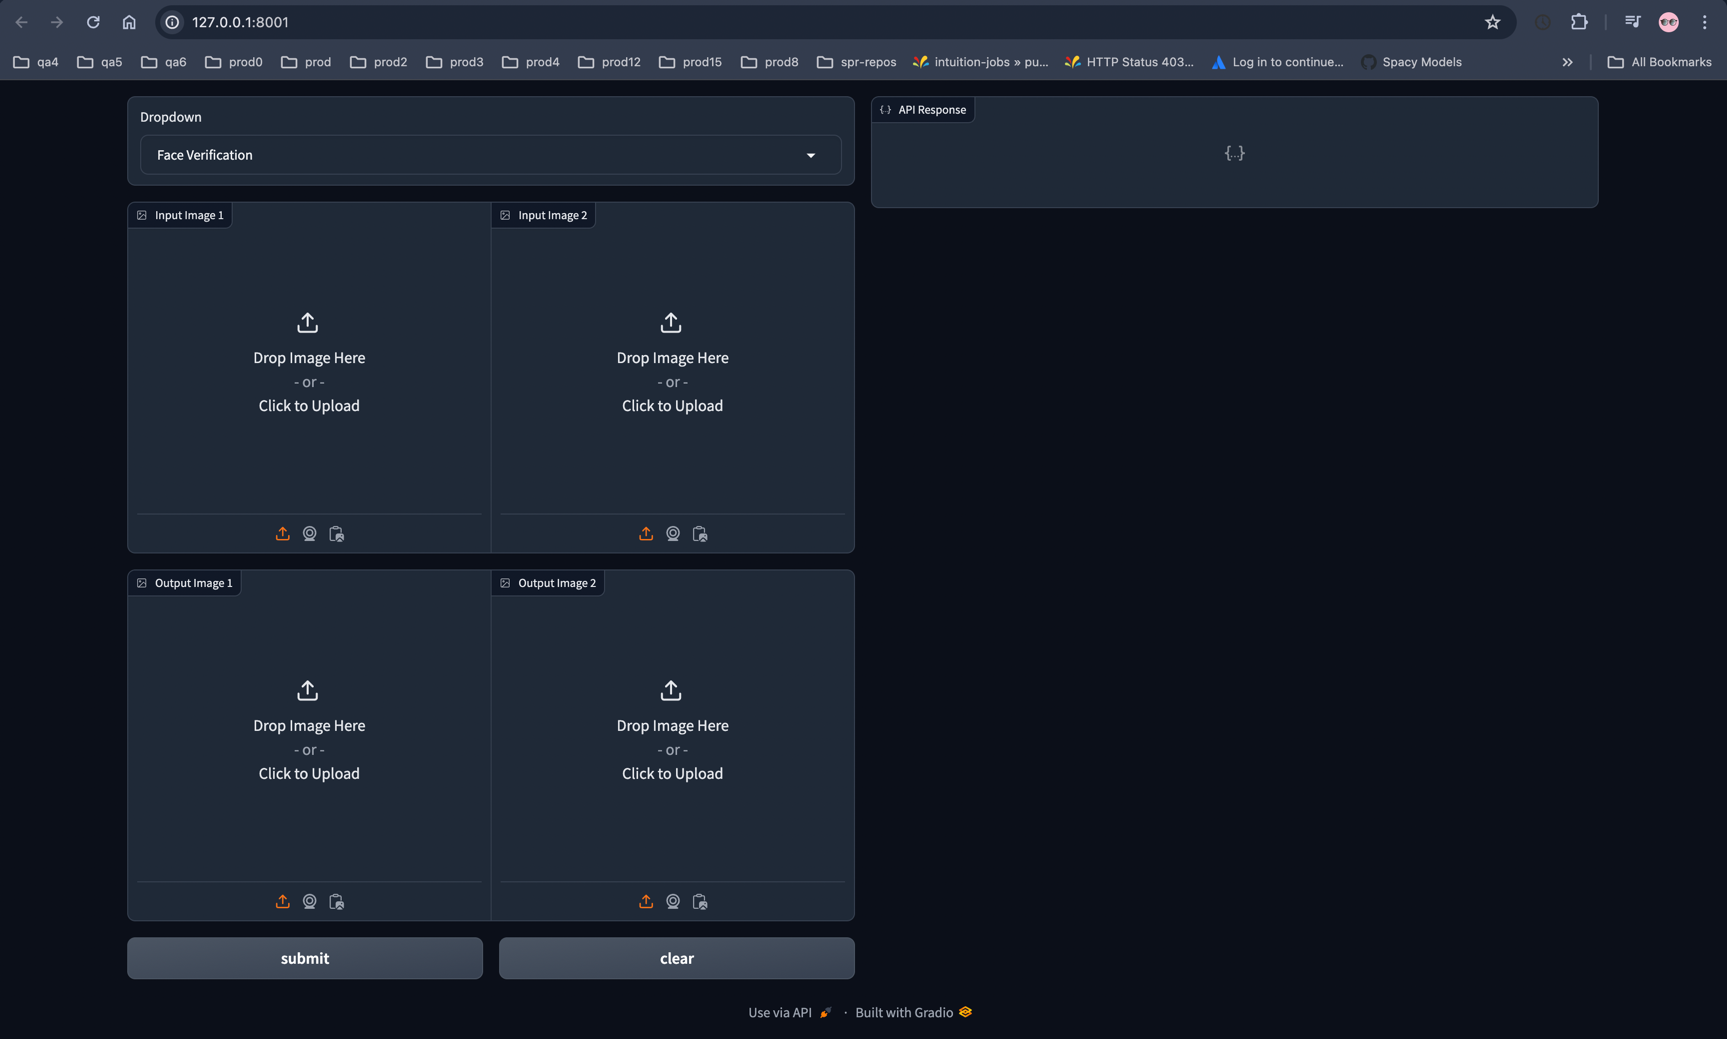 127.0.0.1:8001
qa4 qa5 qa6 prod0 prod prod2 prod3 prod4 prod12 prod15 prod8 spr-repos intuition-jobs » pu... HTTP Status 403... Log in to continue... Spacy Models » All Bookmarks
Dropdown
Face Verification
{··} API Response
{...}
Input Image 1
Drop Image Here
- or -
Click to Upload
Input Image 2
Drop Image Here
- or -
Click to Upload
Output Image 1
Drop Image Here
- or -
Click to Upload
Output Image 2
Drop Image Here
- or -
Click to Upload
submit
clear
Use via API · Built with Gradio